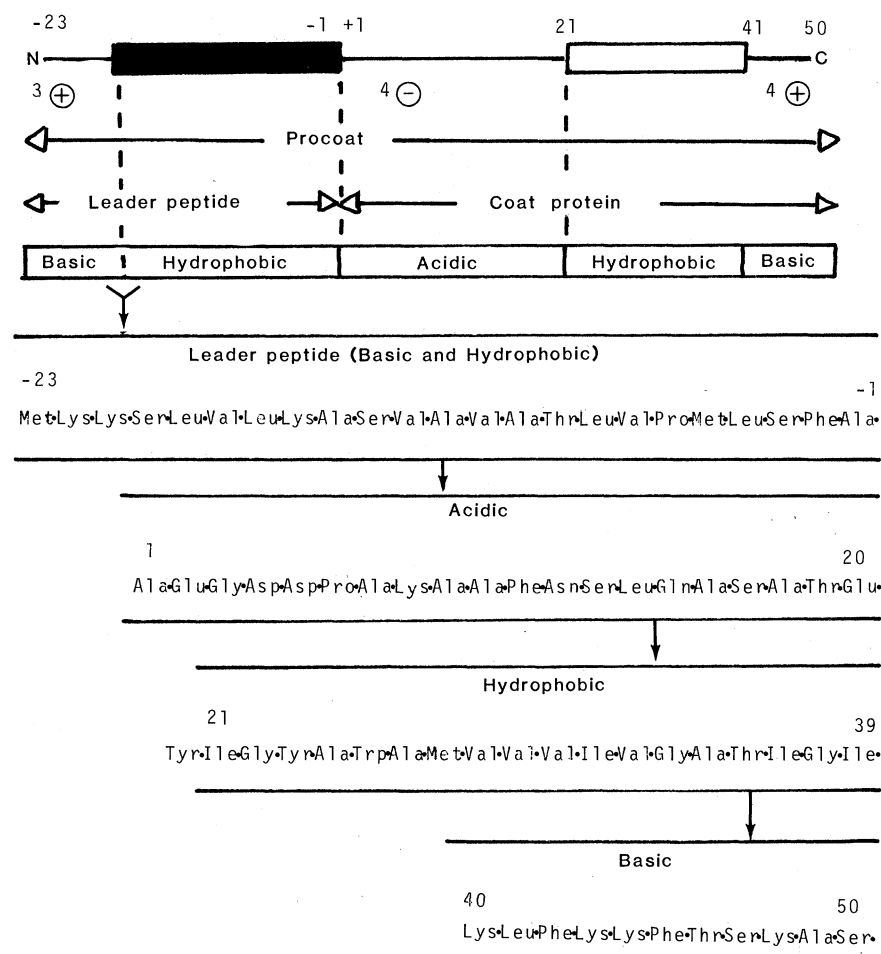 -23 -1 +1 21 41 50
N C
3 ⊕ 4 ⊖ 4 ⊕
Procoat
Leader peptide Coat protein
Basic Hydrophobic Acidic Hydrophobic Basic
Leader peptide (Basic and Hydrophobic)
-23 -1
Met•Lys•Lys•Ser•Leu•Val•Leu•Lys•Ala•Ser•Val•Ala•Val•Ala•Thr•Leu•Val•Pro•Met•Leu•Ser•Phe•Ala•
Acidic
1 20
Ala•Glu•Gly•Asp•Asp•Pro•Ala•Lys•Ala•Ala•Phe•Asn•Ser•Leu•Gln•Ala•Ser•Ala•Thr•Glu•
Hydrophobic
21 39
Tyr•Ile•Gly•Tyr•Ala•Trp•Ala•Met•Val•Val•Val•Ile•Val•Gly•Ala•Thr•Ile•Gly•Ile•
Basic
40 50
Lys•Leu•Phe•Lys•Lys•Phe•Thr•Ser•Lys•Ala•Ser•